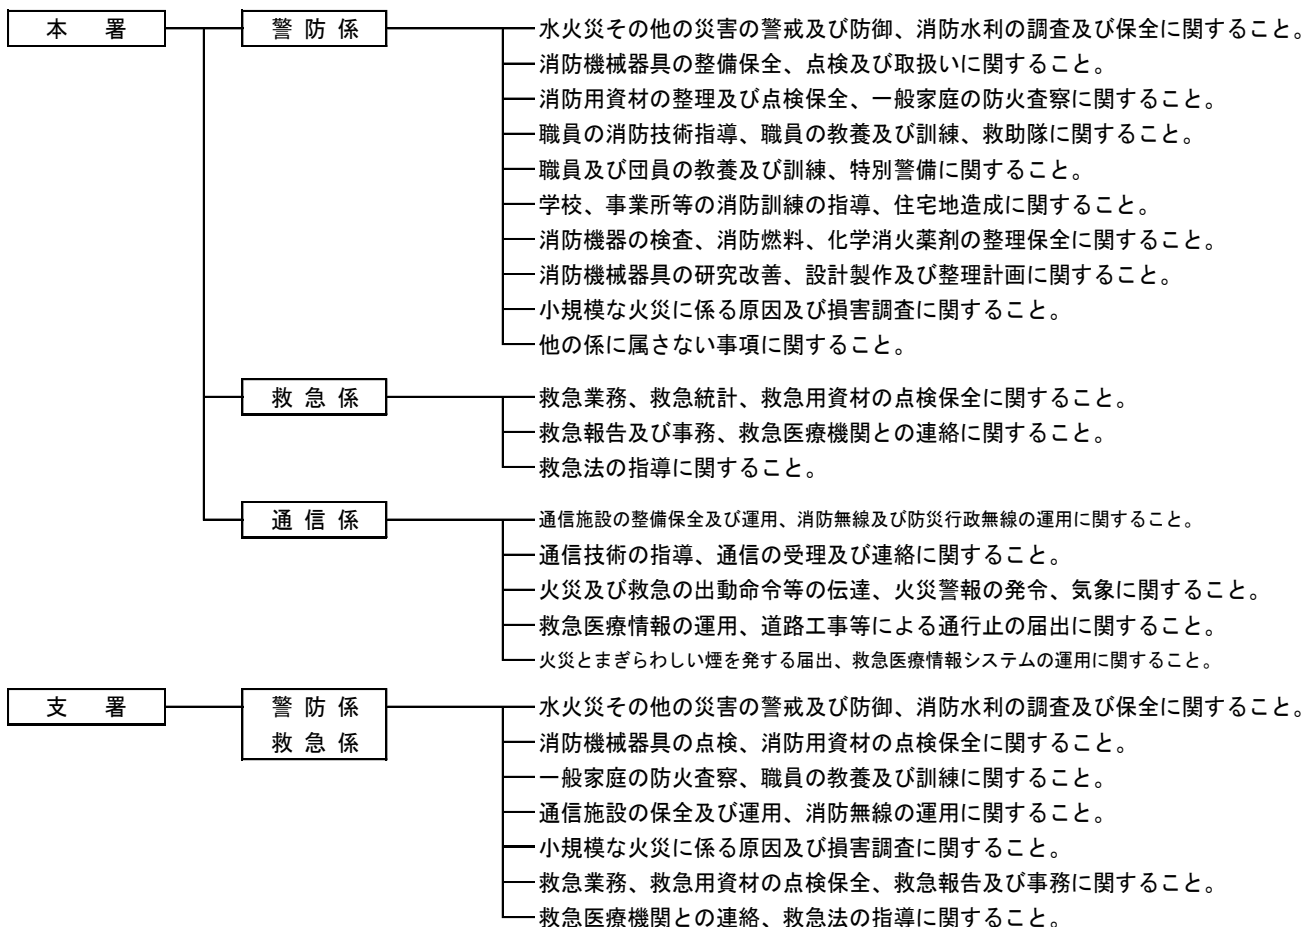 本署
警防係
水火災その他の災害の警戒及び防御、消防水利の調査及び保全に関すること。
消防機械器具の整備保全、点検及び取扱いに関すること。
消防用資材の整理及び点検保全、一般家庭の防火査察に関すること。
職員の消防技術指導、職員の教養及び訓練、救助隊に関すること。
職員及び団員の教養及び訓練、特別警備に関すること。
学校、事業所等の消防訓練の指導、住宅地造成に関すること。
消防機器の検査、消防燃料、化学消火薬剤の整理保全に関すること。
消防機械器具の研究改善、設計製作及び整理計画に関すること。
小規模な火災に係る原因及び損害調査に関すること。
他の係に属さない事項に関すること。
救急係
救急業務、救急統計、救急用資材の点検保全に関すること。
救急報告及び事務、救急医療機関との連絡に関すること。
救急法の指導に関すること。
通信係
通信施設の整備保全及び運用、消防無線及び防災行政無線の運用に関すること。
通信技術の指導、通信の受理及び連絡に関すること。
火災及び救急の出動命令等の伝達、火災警報の発令、気象に関すること。
救急医療情報の運用、道路工事等による通行止の届出に関すること。
火災とまぎらわしい煙を発する届出、救急医療情報システムの運用に関すること。
支署
警防係
救急係
水火災その他の災害の警戒及び防御、消防水利の調査及び保全に関すること。
消防機械器具の点検、消防用資材の点検保全に関すること。
一般家庭の防火査察、職員の教養及び訓練に関すること。
通信施設の保全及び運用、消防無線の運用に関すること。
小規模な火災に係る原因及び損害調査に関すること。
救急業務、救急用資材の点検保全、救急報告及び事務に関すること。
救急医療機関との連絡、救急法の指導に関すること。